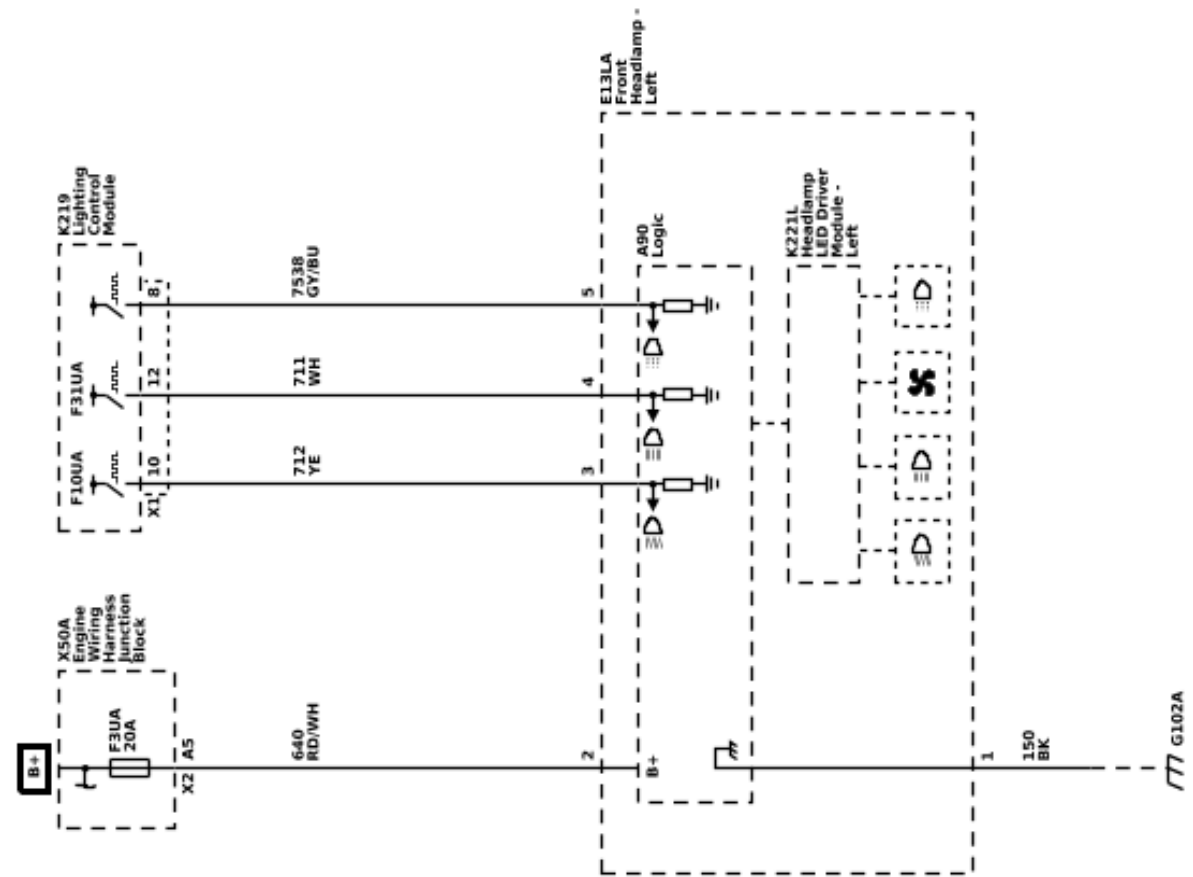 E13LA
Front
Headlamp -
Left
K219
Lighting
Control
Module
F10UA
F31UA
X1
10
12
8
712
YE
711
WH
7538
GY/BU
3
4
5
A90
Logic
K221L
Headlamp
LED Driver
Module -
Left
X50A
Engine
Wiring
Harness
Junction
Block
B+
F3UA
20A
X2
A5
640
RD/WH
2
B+
1
150
BK
G102A